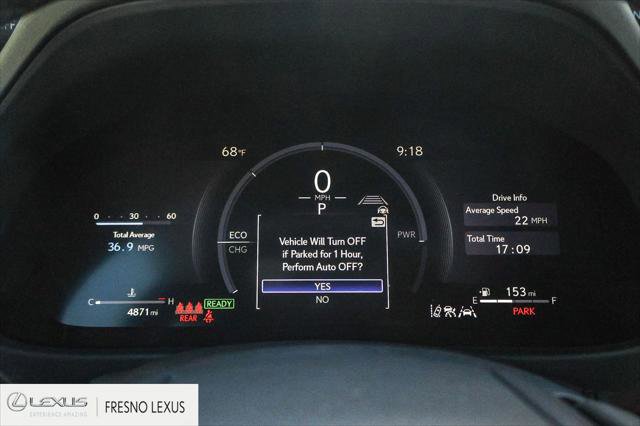 68°F
9:18
0
MPH
P
0 30 60
Total Average
36.9 MPG
ECO
CHG
PWR
Vehicle Will Turn OFF
if Parked for 1 Hour,
Perform Auto OFF?
YES
NO
Drive Info
Average Speed
22 MPH
Total Time
17:09
C H
4871 mi
REAR
READY
153 mi
E F
PARK
LEXUS
EXPERIENCE AMAZING
FRESNO LEXUS